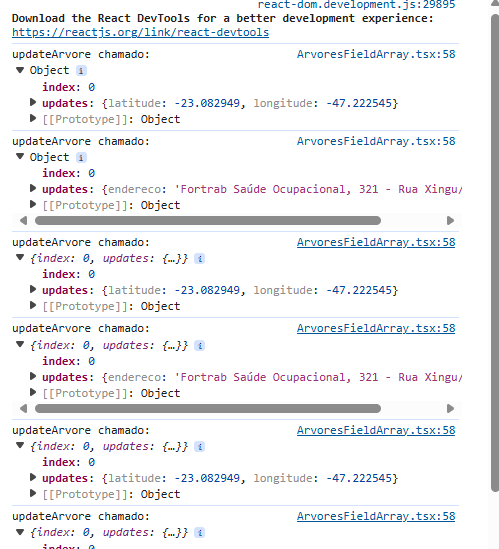 react-dom.development.js:29895
Download the React DevTools for a better development experience:
https://reactjs.org/link/react-devtools
updateArvore chamado: ArvoresFieldArray.tsx:58
▼ Object i
index: 0
▶ updates: {latitude: -23.082949, longitude: -47.222545}
▶ [[Prototype]]: Object
updateArvore chamado: ArvoresFieldArray.tsx:58
▼ Object i
index: 0
▶ updates: {endereco: 'Fortrab Saúde Ocupacional, 321 - Rua Xingu/
▶ [[Prototype]]: Object
updateArvore chamado: ArvoresFieldArray.tsx:58
▼ {index: 0, updates: {…}} i
index: 0
▶ updates: {latitude: -23.082949, longitude: -47.222545}
▶ [[Prototype]]: Object
updateArvore chamado: ArvoresFieldArray.tsx:58
▼ {index: 0, updates: {…}} i
index: 0
▶ updates: {endereco: 'Fortrab Saúde Ocupacional, 321 - Rua Xingu/
▶ [[Prototype]]: Object
updateArvore chamado: ArvoresFieldArray.tsx:58
▼ {index: 0, updates: {…}} i
index: 0
▶ updates: {latitude: -23.082949, longitude: -47.222545}
▶ [[Prototype]]: Object
updateArvore chamado: ArvoresFieldArray.tsx:58
▼ {index: 0, updates: {…}} i
index: 0